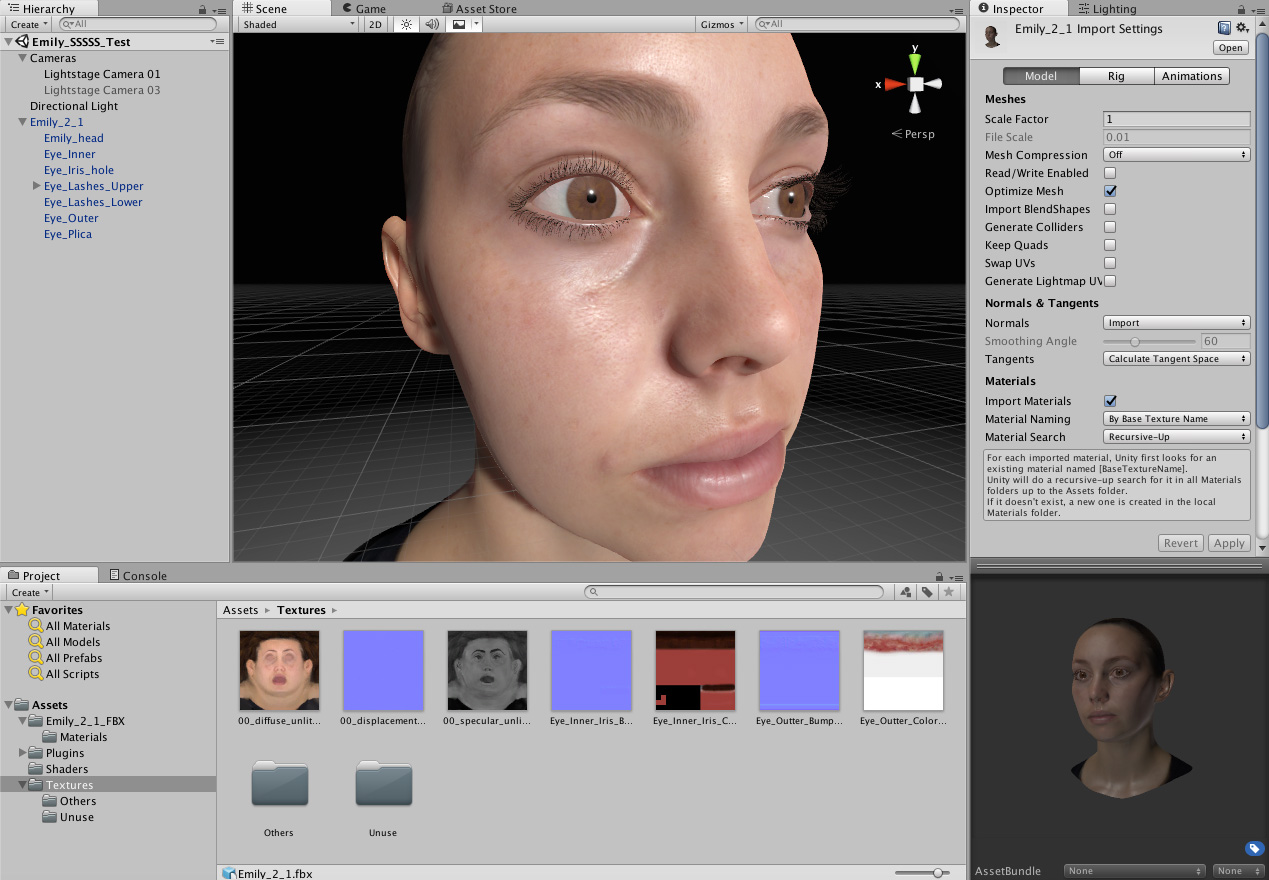 Hierarchy
Create
All
Emily_SSSSS_Test
Cameras
Lightstage Camera 01
Lightstage Camera 03
Directional Light
Emily_2_1
Emily_head
Eye_Inner
Eye_Iris_hole
Eye_Lashes_Upper
Eye_Lashes_Lower
Eye_Outer
Eye_Plica
Scene
Game
Asset Store
Shaded
2D
Gizmos
All
y
x
Persp
Inspector
Lighting
Emily_2_1 Import Settings
Open
Model
Rig
Animations
Meshes
Scale Factor
1
File Scale
0.01
Mesh Compression
Off
Read/Write Enabled
Optimize Mesh
Import BlendShapes
Generate Colliders
Keep Quads
Swap UVs
Generate Lightmap UV
Normals & Tangents
Normals
Import
Smoothing Angle
60
Tangents
Calculate Tangent Space
Materials
Import Materials
Material Naming
By Base Texture Name
Material Search
Recursive-Up
For each imported material, Unity first looks for an
existing material named [BaseTextureName].
Unity will do a recursive-up search for it in all Materials
folders up to the Assets folder.
If it doesn't exist, a new one is created in the local
Materials folder.
Revert
Apply
Project
Console
Create
Favorites
All Materials
All Models
All Prefabs
All Scripts
Assets
Emily_2_1_FBX
Materials
Plugins
Shaders
Textures
Others
Unuse
Assets
Textures
00_diffuse_unlit...
00_displacement...
00_specular_unli...
Eye_Inner_Iris_B...
Eye_Inner_Iris_C...
Eye_Outter_Bump...
Eye_Outter_Color...
Others
Unuse
Emily_2_1.fbx
AssetBundle
None
None